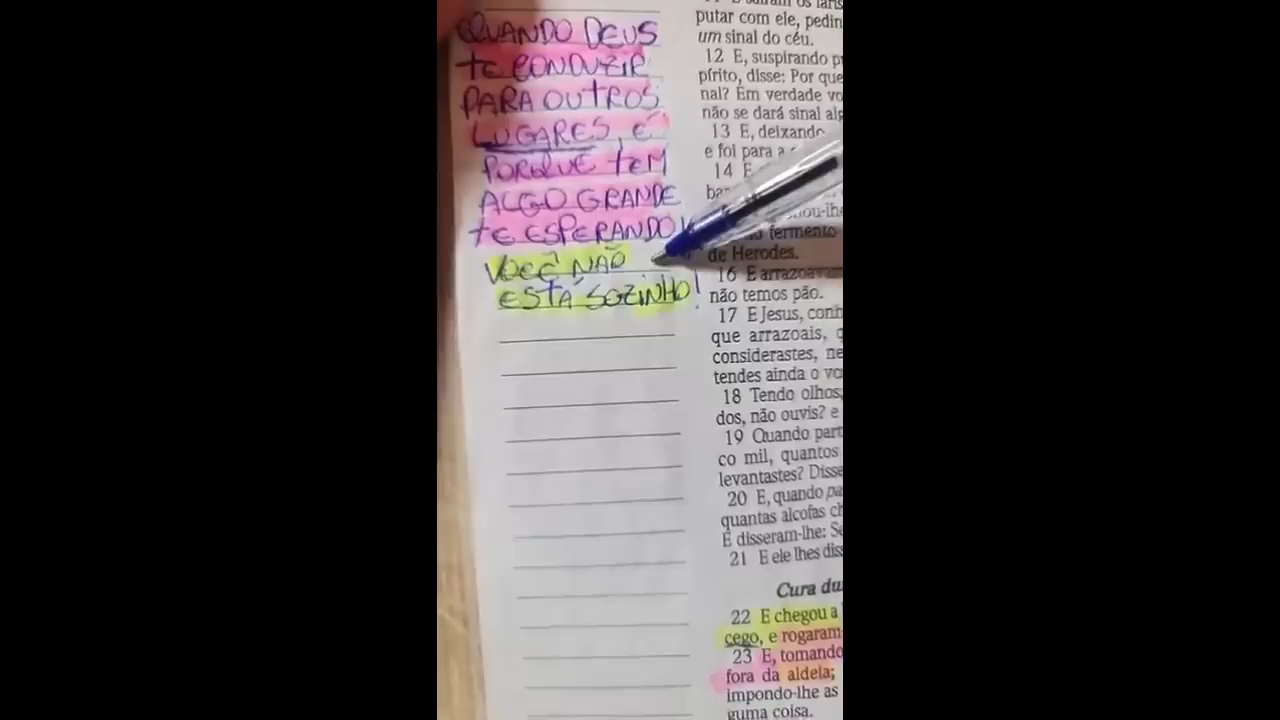 QUANDO DEUS
TE CONDUZIR
PARA OUTROS
LUGARES, É
PORQUE TEM
ALGO GRANDE
TE ESPERANDO
VOCÊ NÃO
ESTÁ SOZINHO!
putar com ele, pedin
um sinal do céu.
12 E, suspirando
pírito, disse: Por que
nal? Em verdade vo
não se dará sinal alg
13 E, deixando
e foi para a
14 E
fermento
de Herodes.
16 E arrazoavam
não temos pão.
17 E Jesus, conh
que arrazoais,
considerastes, ne
tendes ainda o
18 Tendo olhos,
dos, não ouvis? e
19 Quando part
co mil, quantos
levantastes? Disse
20 E, quando
quantas alcofas ch
E disseram-lhe: Se
21 E ele lhes dis
Cura du
22 E chegou a
cego, e rogaram
23 E, tomando
fora da aldeia;
impondo-lhe as
guma coisa.